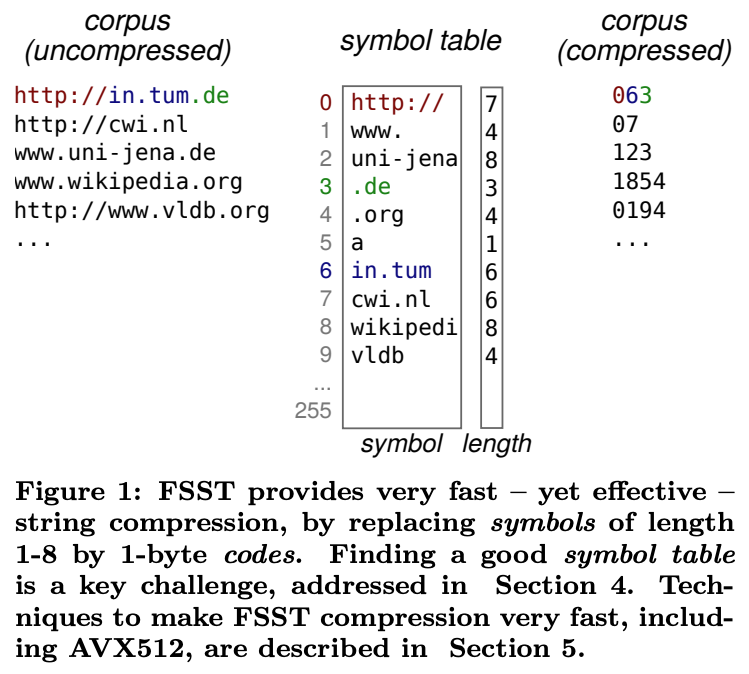 corpus
(uncompressed)
http://in.tum.de
http://cwi.nl
www.uni-jena.de
www.wikipedia.org
http://www.vldb.org
...
symbol table
0 http:// 7
1 www. 4
2 uni-jena 8
3 .de 3
4 .org 4
5 a 1
6 in.tum 6
7 cwi.nl 6
8 wikipedi 8
9 vldb 4
...
255
symbol length
corpus
(compressed)
063
07
123
1854
0194
...
Figure 1: FSST provides very fast – yet effective –
string compression, by replacing symbols of length
1-8 by 1-byte codes. Finding a good symbol table
is a key challenge, addressed in Section 4. Tech-
niques to make FSST compression very fast, includ-
ing AVX512, are described in Section 5.